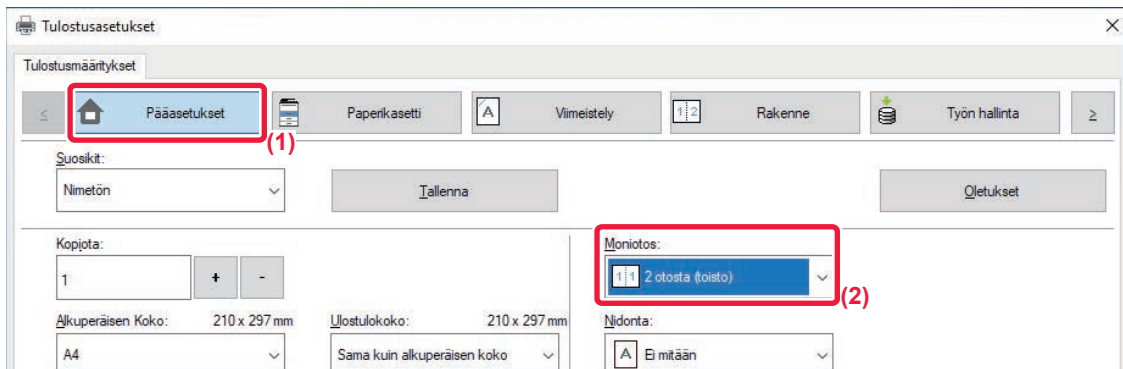 Tulostusasetukset
Tulostusmääritykset
Pääasetukset
Paperikasetti
Viimeistely
Rakenne
Työn hallinta
(1)
Suosikit:
Nimetön
Tallenna
Oletukset
Kopiota:
1
+
-
Moniotos:
2 otosta (toisto)
(2)
Alkuperäisen Koko: 210 x 297 mm
A4
Ulostulokoko: 210 x 297 mm
Sama kuin alkuperäisen koko
Nidonta:
Ei mitään